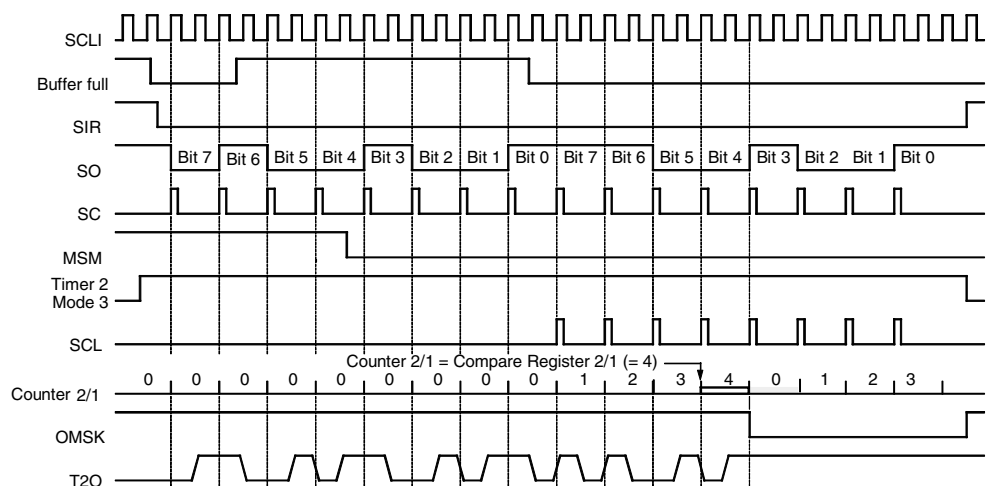 SCLI
Buffer full
SIR
SO
Bit 7 Bit 6 Bit 5 Bit 4 Bit 3 Bit 2 Bit 1 Bit 0 Bit 7 Bit 6 Bit 5 Bit 4 Bit 3 Bit 2 Bit 1 Bit 0
SC
MSM
Timer 2
Mode 3
SCL
Counter 2/1 = Compare Register 2/1 (= 4)
0 0 0 0 0 0 0 0 0 1 2 3 4 0 1 2 3
Counter 2/1
OMSK
T2O